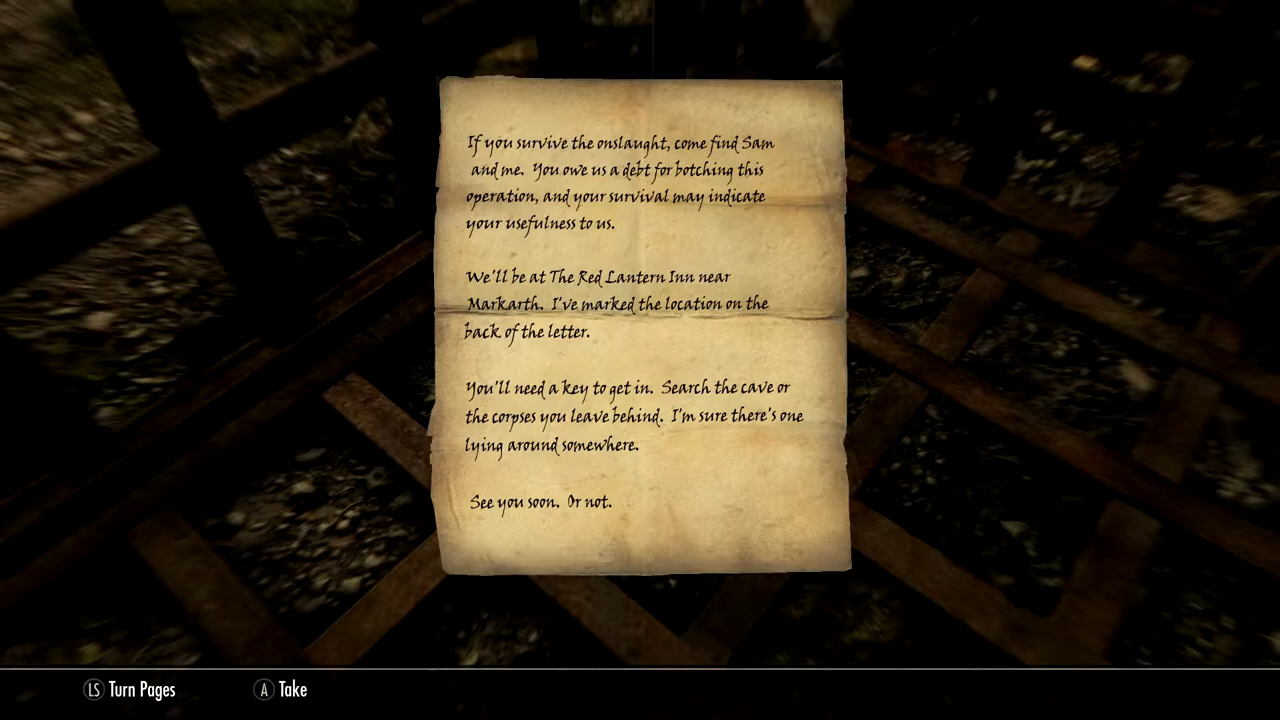 If you survive the onslaught, come find Sam
and me. You owe us a debt for botching this
operation, and your survival may indicate
your usefulness to us.
We'll be at The Red Lantern Inn near
Markarth. I've marked the location on the
back of the letter.
You'll need a key to get in. Search the cave or
the corpses you leave behind. I'm sure there's one
lying around somewhere.
See you soon. Or not.
LS Turn Pages A Take